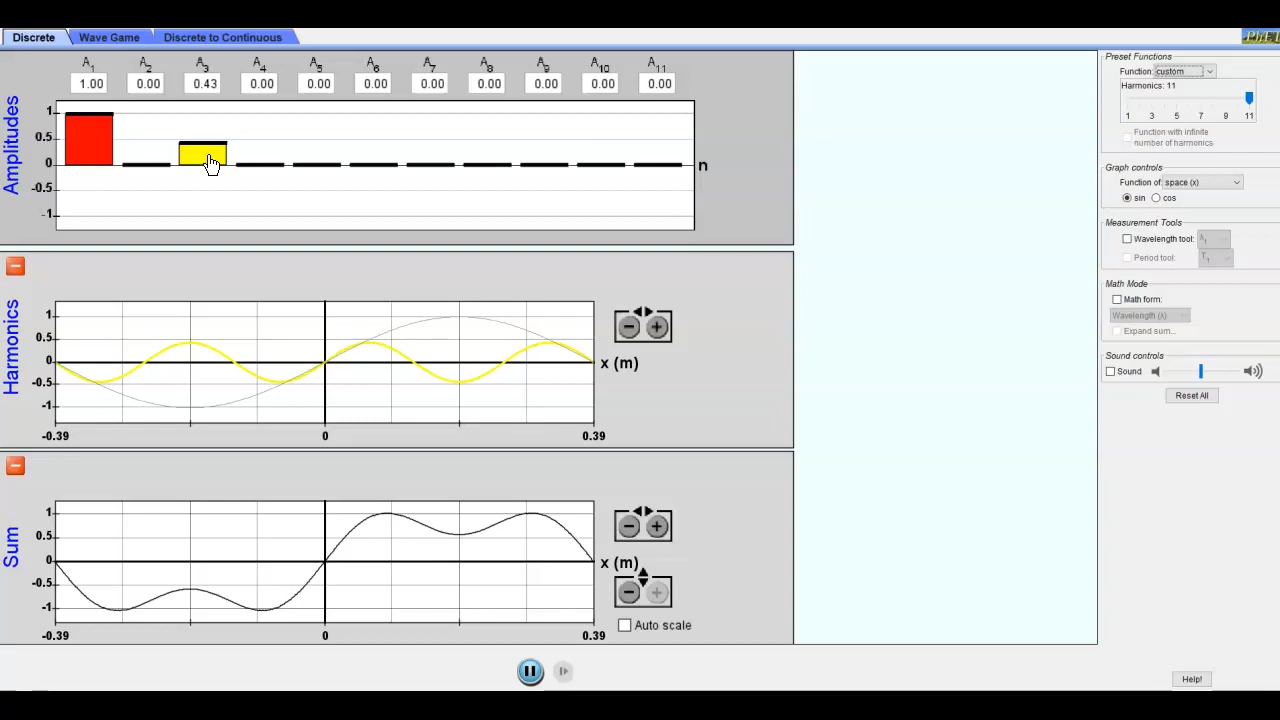 Discrete Wave Game Discrete to Continuous
PhET
A1 A2 A3 A4 A5 A6 A7 A8 A9 A10 A11
1.00 0.00 0.43 0.00 0.00 0.00 0.00 0.00 0.00 0.00 0.00
Amplitudes
1
0.5
0
-0.5
-1
n
Harmonics
1
0.5
0
-0.5
-1
x (m)
-0.39 0 0.39
Sum
1
0.5
0
-0.5
-1
x (m)
-0.39 0 0.39
Auto scale
Preset Functions
Function: custom
Harmonics: 11
1 3 5 7 9 11
Function with infinite
number of harmonics
Graph controls
Function of: space (x)
sin cos
Measurement Tools
Wavelength tool: λ1
Period tool: T1
Math Mode
Math form:
Wavelength (λ)
Expand sum...
Sound controls
Sound
Reset All
Help!